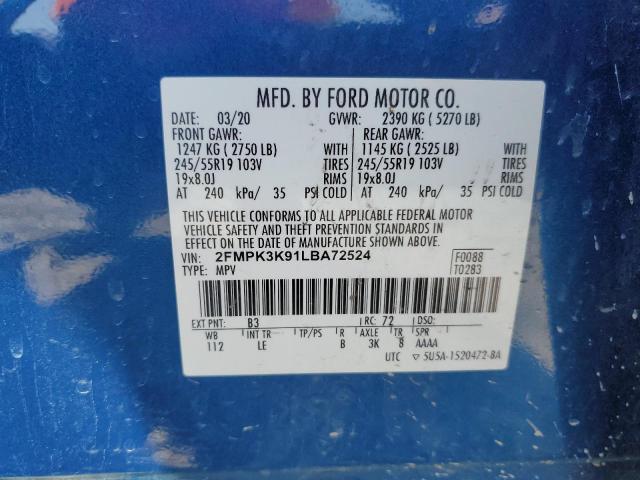 MFD. BY FORD MOTOR CO.
DATE: 03/20 GVWR: 2390 KG ( 5270 LB)
FRONT GAWR: REAR GAWR:
1247 KG ( 2750 LB) WITH 1145 KG ( 2525 LB) WITH
245/55R19 103V TIRES 245/55R19 103V TIRES
19x8.0J RIMS 19x8.0J RIMS
AT 240 kPa/ 35 PSI COLD AT 240 kPa/ 35 PSI COLD
THIS VEHICLE CONFORMS TO ALL APPLICABLE FEDERAL MOTOR
VEHICLE SAFETY AND THEFT PREVENTION STANDARDS IN
EFFECT ON THE DATE OF MANUFACTURE SHOWN ABOVE.
VIN: 2FMPK3K91LBA72524 F0088
TYPE: MPV T0283
EXT PNT: B3 RC: 72 DSO:
WB INT TR TP/PS R AXLE TR SPR
112 LE B 3K 8 AAAA
UTC ▽ 5U5A-1520472-BA